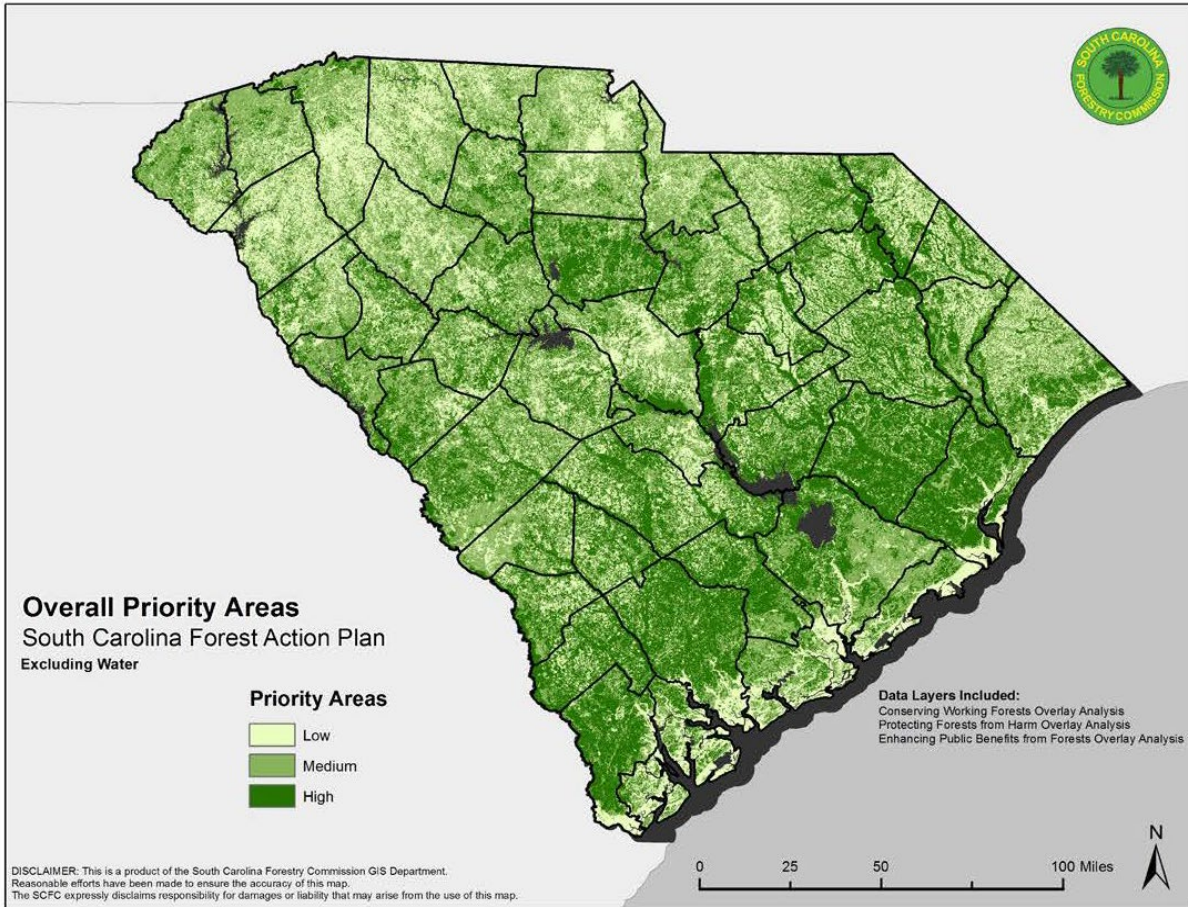 SOUTH CAROLINA
FORESTRY COMMISSION
Overall Priority Areas
South Carolina Forest Action Plan
Excluding Water
Priority Areas
Low
Medium
High
Data Layers Included:
Conserving Working Forests Overlay Analysis
Protecting Forests from Harm Overlay Analysis
Enhancing Public Benefits from Forests Overlay Analysis
N
0 25 50 100 Miles
DISCLAIMER: This is a product of the South Carolina Forestry Commission GIS Department.
Reasonable efforts have been made to ensure the accuracy of this map.
The SCFC expressly disclaims responsibility for damages or liability that may arise from the use of this map.